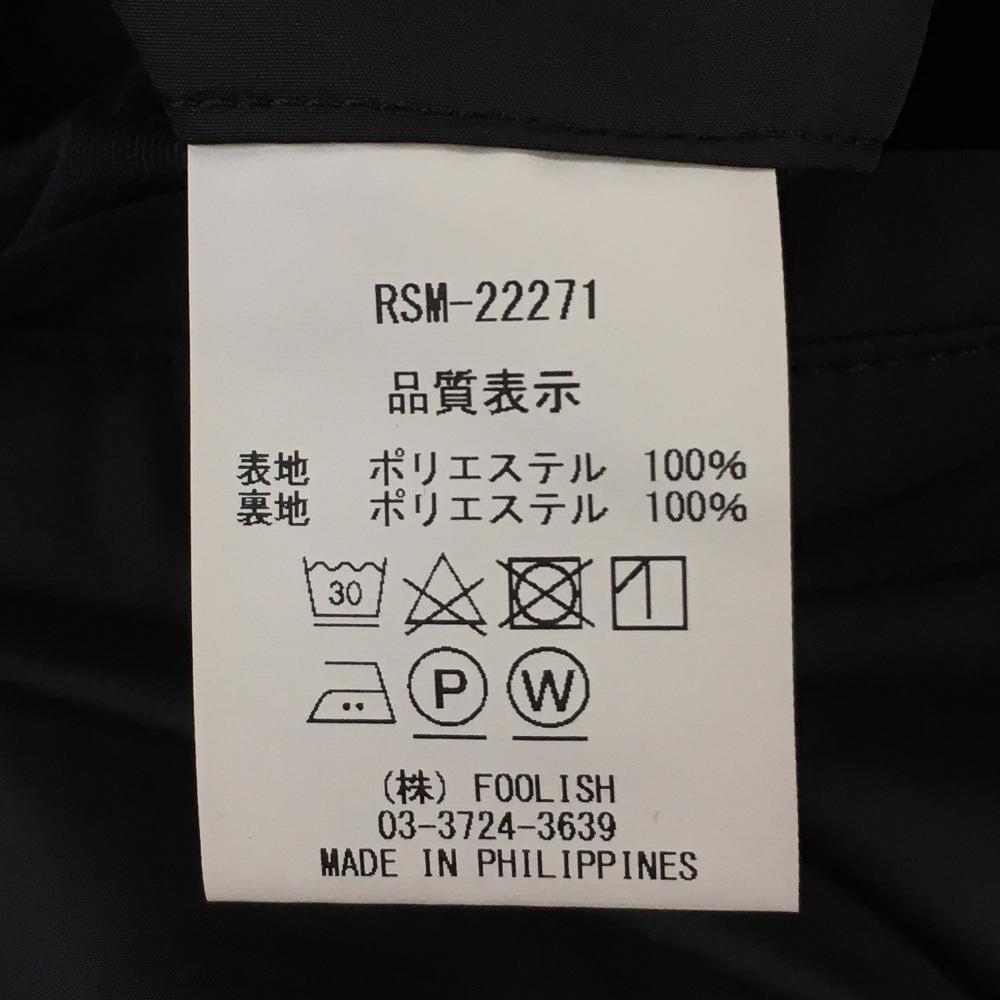 RSM-22271
品質表示
表地 ポリエステル 100%
裏地 ポリエステル 100%
30
P W
(株) FOOLISH
03-3724-3639
MADE IN PHILIPPINES